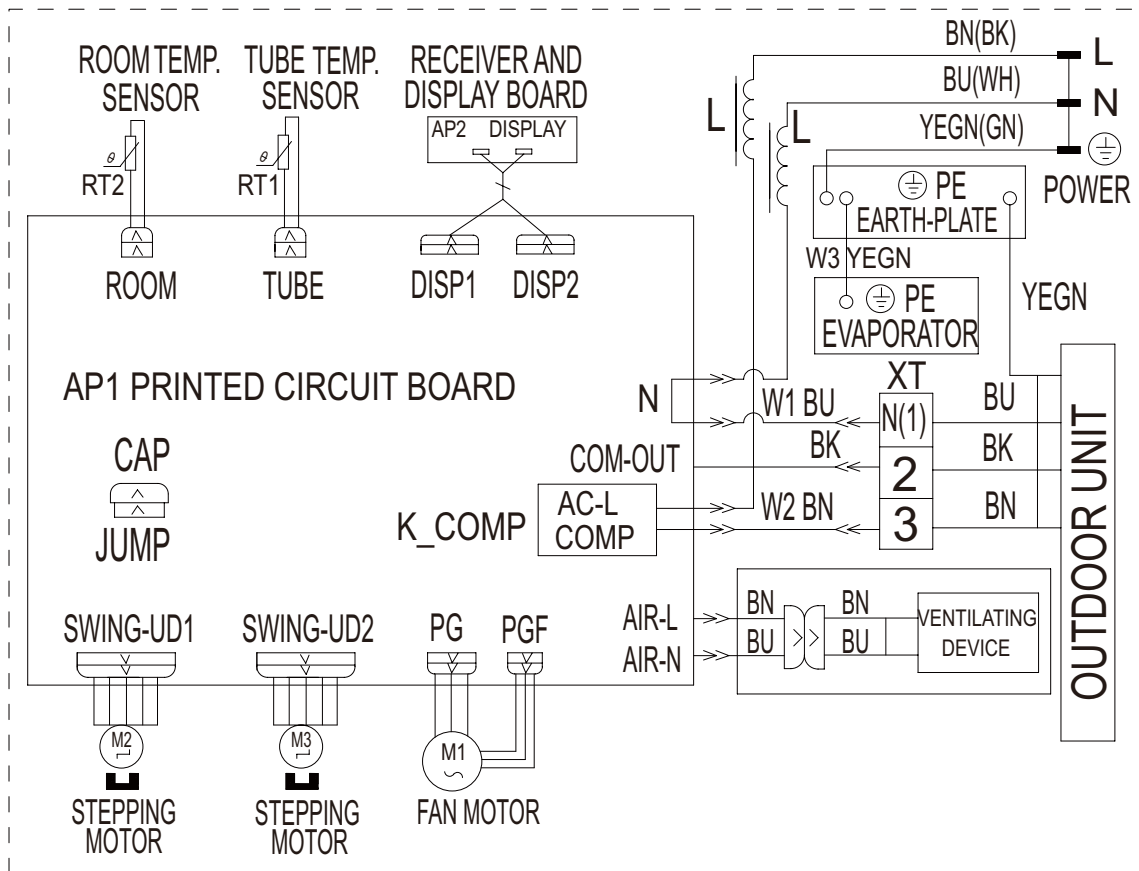 BN(BK)
L
ROOM TEMP.
SENSOR
TUBE TEMP.
SENSOR
RECEIVER AND
DISPLAY BOARD
BU(WH)
N
AP2 DISPLAY
L
L
YEGN(GN)
θ
RT2
θ
RT1
PE
EARTH-PLATE
POWER
W3 YEGN
ROOM
TUBE
DISP1
DISP2
PE
EVAPORATOR
YEGN
AP1 PRINTED CIRCUIT BOARD
N
XT
W1 BU
N(1)
BU
CAP
JUMP
COM-OUT
BK
2
BK
K_COMP
AC-L
COMP
W2 BN
3
BN
OUTDOOR UNIT
SWING-UD1
SWING-UD2
PG
PGF
AIR-L
BN
BN
AIR-N
BU
BU
VENTILATING
DEVICE
M2
M3
M1
STEPPING
MOTOR
STEPPING
MOTOR
FAN MOTOR